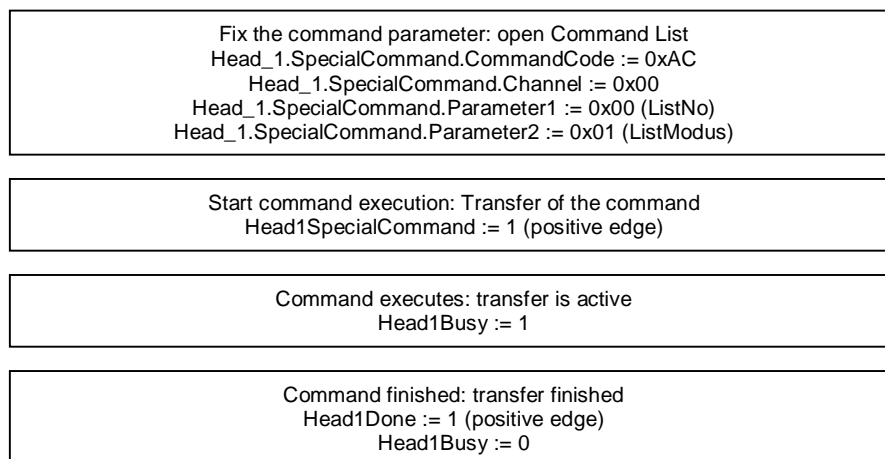 Fix the command parameter: open Command List
Head_1.SpecialCommand.CommandCode := 0xAC
Head_1.SpecialCommand.Channel := 0x00
Head_1.SpecialCommand.Parameter1 := 0x00 (ListNo)
Head_1.SpecialCommand.Parameter2 := 0x01 (ListModus)
Start command execution: Transfer of the command
Head1SpecialCommand := 1 (positive edge)
Command executes: transfer is active
Head1Busy := 1
Command finished: transfer finished
Head1Done := 1 (positive edge)
Head1Busy := 0